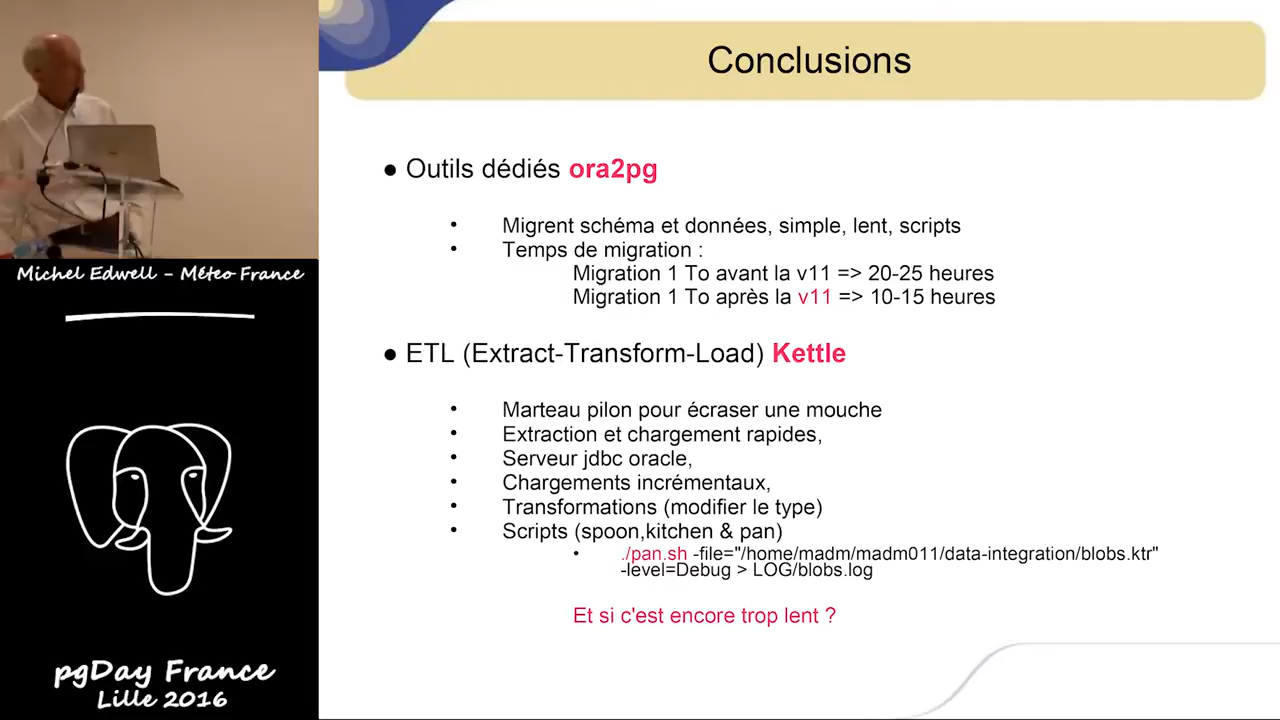 Conclusions
● Outils dédiés ora2pg
• Migrent schéma et données, simple, lent, scripts
• Temps de migration :
Migration 1 To avant la v11 => 20-25 heures
Migration 1 To après la v11 => 10-15 heures
● ETL (Extract-Transform-Load) Kettle
• Marteau pilon pour écraser une mouche
• Extraction et chargement rapides,
• Serveur jdbc oracle,
• Chargements incrémentaux,
• Transformations (modifier le type)
• Scripts (spoon,kitchen & pan)
• ./pan.sh -file="/home/madm/madm011/data-integration/blobs.ktr"
-level=Debug > LOG/blobs.log
Et si c'est encore trop lent ?
Michel Edwell - Méteo France
pgDay France
Lille 2016